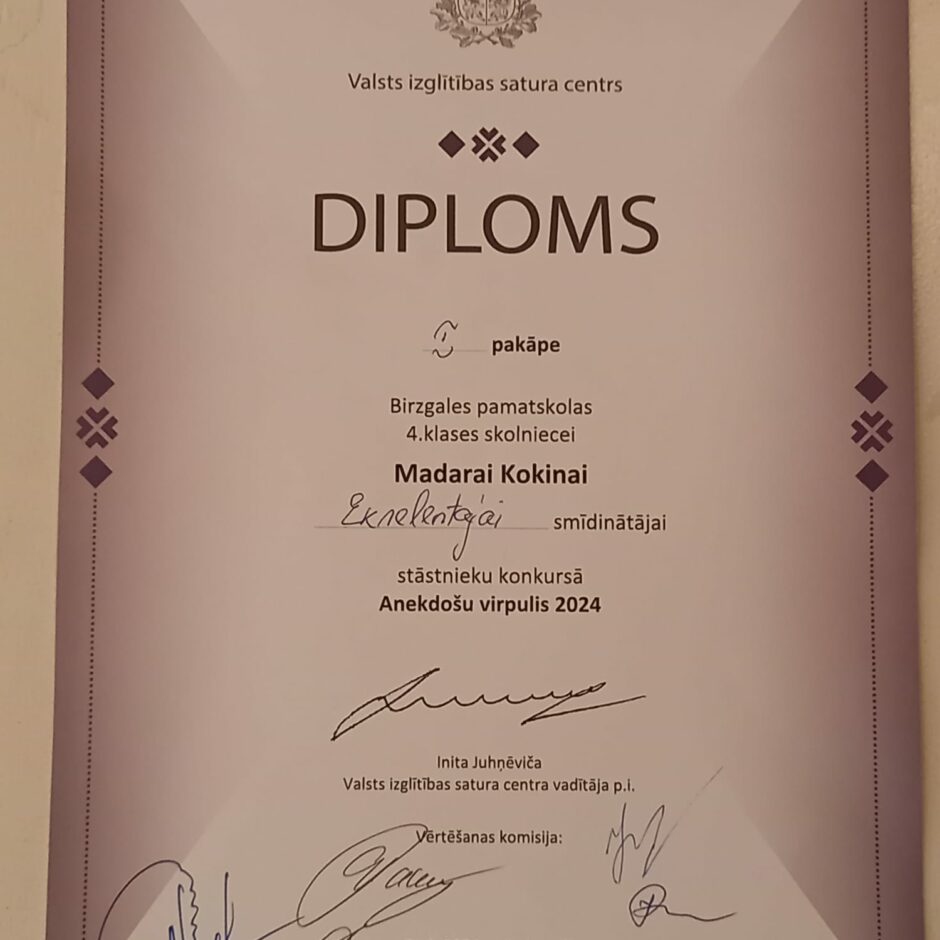 Valsts izglītības satura centrs
DIPLOMS
I pakāpe
Birzgales pamatskolas
4.klases skolniecei
Madarai Kokinai
smīdinātājai
stāstnieku konkursā
Anekdošu virpulis 2024
Inita Juhņēviča
Valsts izglītības satura centra vadītāja p.i.
Vērtēšanas komisija: